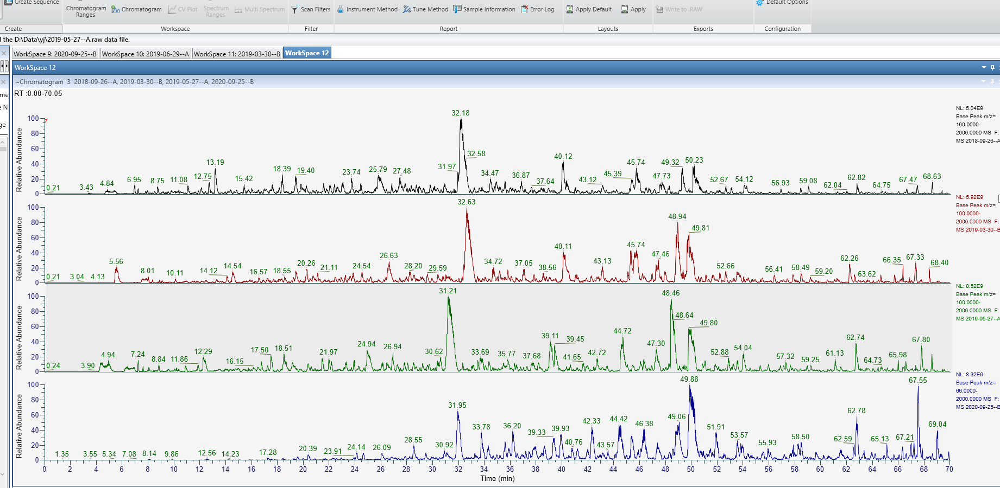 Create Sequence
Chromatogram Ranges
Chromatogram
CV Plot
Spectrum Ranges
Multi Spectrum
Scan Filters
Instrument Method
Tune Method
Sample Information
Error Log
Apply Default
Apply
Write to .RAW
Default Options
Create
Workspace
Filter
Report
Layouts
Exports
Configuration
the D:\Data\yj\2019-05-27--A.raw data file.
WorkSpace 9: 2020-09-25--B
WorkSpace 10: 2019-06-29--A
WorkSpace 11: 2019-03-30--B
WorkSpace 12
WorkSpace 12
~Chromatogram 3 2018-09-26--A, 2019-03-30--B, 2019-05-27--A, 2020-09-25--B
RT :0.00-70.05
Relative Abundance
100
80
60
40
20
0
0.21 3.43 4.84 6.95 8.75 11.08 12.75 13.19 15.42 18.39 19.40 23.74 25.79 27.48 31.97 32.18 32.58 34.47 36.87 37.64 40.12 43.12 45.39 45.74 47.73 49.32 50.23 52.67 54.12 56.93 59.08 62.04 62.82 64.75 67.47 68.63
NL: 5.04E9
Base Peak m/z=
100.0000-
2000.0000 MS F:
MS 2018-09-26--A
Relative Abundance
100
80
60
40
20
0
0.21 3.04 4.13 5.56 8.01 10.11 14.12 14.54 16.57 18.55 20.26 21.11 24.54 26.63 28.20 29.59 32.63 34.72 37.05 38.56 40.11 43.13 45.74 47.46 48.94 49.81 52.66 56.41 58.49 59.20 62.26 63.62 66.35 67.33 68.40
NL: 5.92E9
Base Peak m/z=
100.0000-
2000.0000 MS F:
MS 2019-03-30--B
Relative Abundance
100
80
60
40
20
0
0.24 3.90 4.94 7.24 8.84 11.86 12.29 16.15 17.50 18.51 21.97 24.94 26.94 30.62 31.21 33.69 35.77 37.68 39.11 39.45 41.65 42.72 44.72 47.30 48.46 48.64 49.80 52.88 54.04 57.32 59.25 61.13 62.74 64.73 65.98 67.80
NL: 8.52E9
Base Peak m/z=
100.0000-
2000.0000 MS F:
MS 2019-05-27--A
Relative Abundance
100
80
60
40
20
0
1.35 3.55 5.34 7.08 8.14 9.86 12.56 14.23 17.28 20.39 23.91 24.14 26.09 28.55 30.92 31.95 33.78 36.20 39.33 39.93 40.76 42.33 43.57 44.42 46.38 49.06 49.88 51.91 53.57 55.93 58.50 62.59 62.78 65.13 67.21 67.55 69.04
NL: 8.32E9
Base Peak m/z=
66.0000-
2000.0000 MS F:
MS 2020-09-25--B
0 2 4 6 8 10 12 14 16 18 20 22 24 26 28 30 32 34 36 38 40 42 44 46 48 50 52 54 56 58 60 62 64 66 68 70
Time (min)